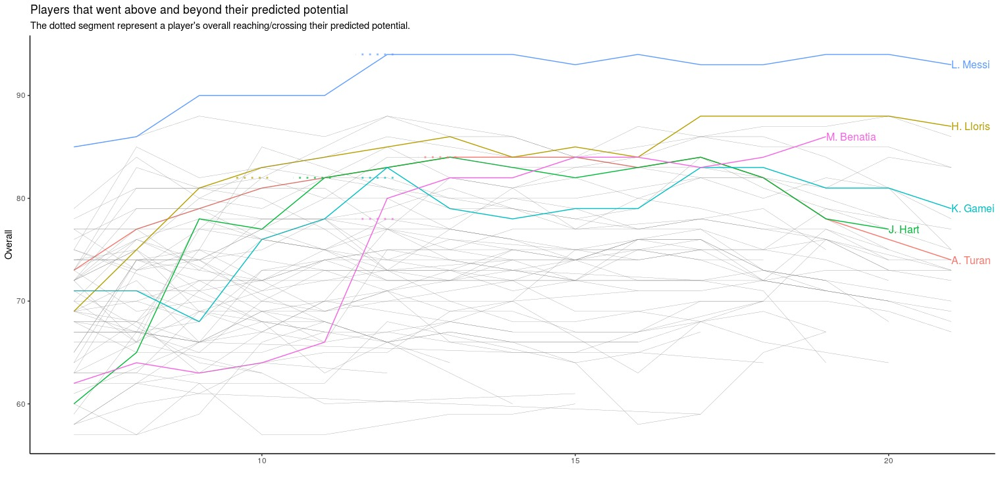 Players that went above and beyond their predicted potential
The dotted segment represent a player's overall reaching/crossing their predicted potential.
L. Messi
90
H. Lloris
M. Benatia
80
K. Gamei
J. Hart
Overall
A. Turan
70
60
10
15
20